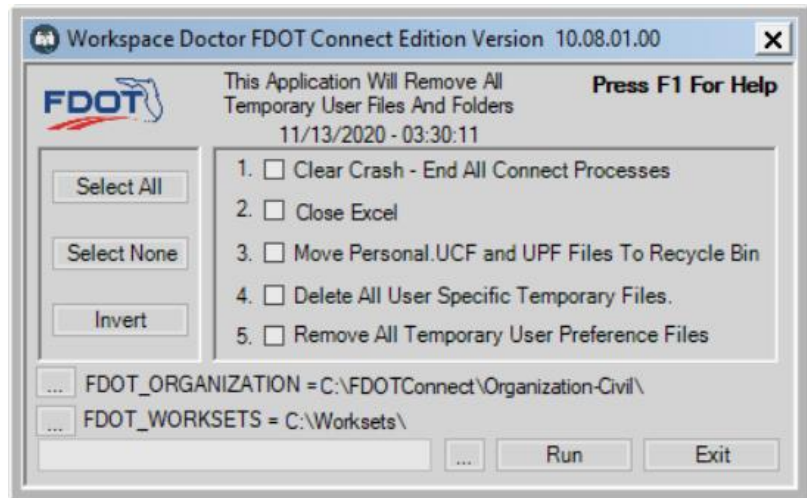 Workspace Doctor FDOT Connect Edition Version 10.08.01.00
FDOT
This Application Will Remove All
Temporary User Files And Folders
11/13/2020 - 03:30:11
Press F1 For Help
Select All
Select None
Invert
1. Clear Crash - End All Connect Processes
2. Close Excel
3. Move Personal.UCF and UPF Files To Recycle Bin
4. Delete All User Specific Temporary Files.
5. Remove All Temporary User Preference Files
... FDOT_ORGANIZATION = C:\FDOTConnect\Organization-Civil\
... FDOT_WORKSETS = C:\Worksets\
... Run Exit